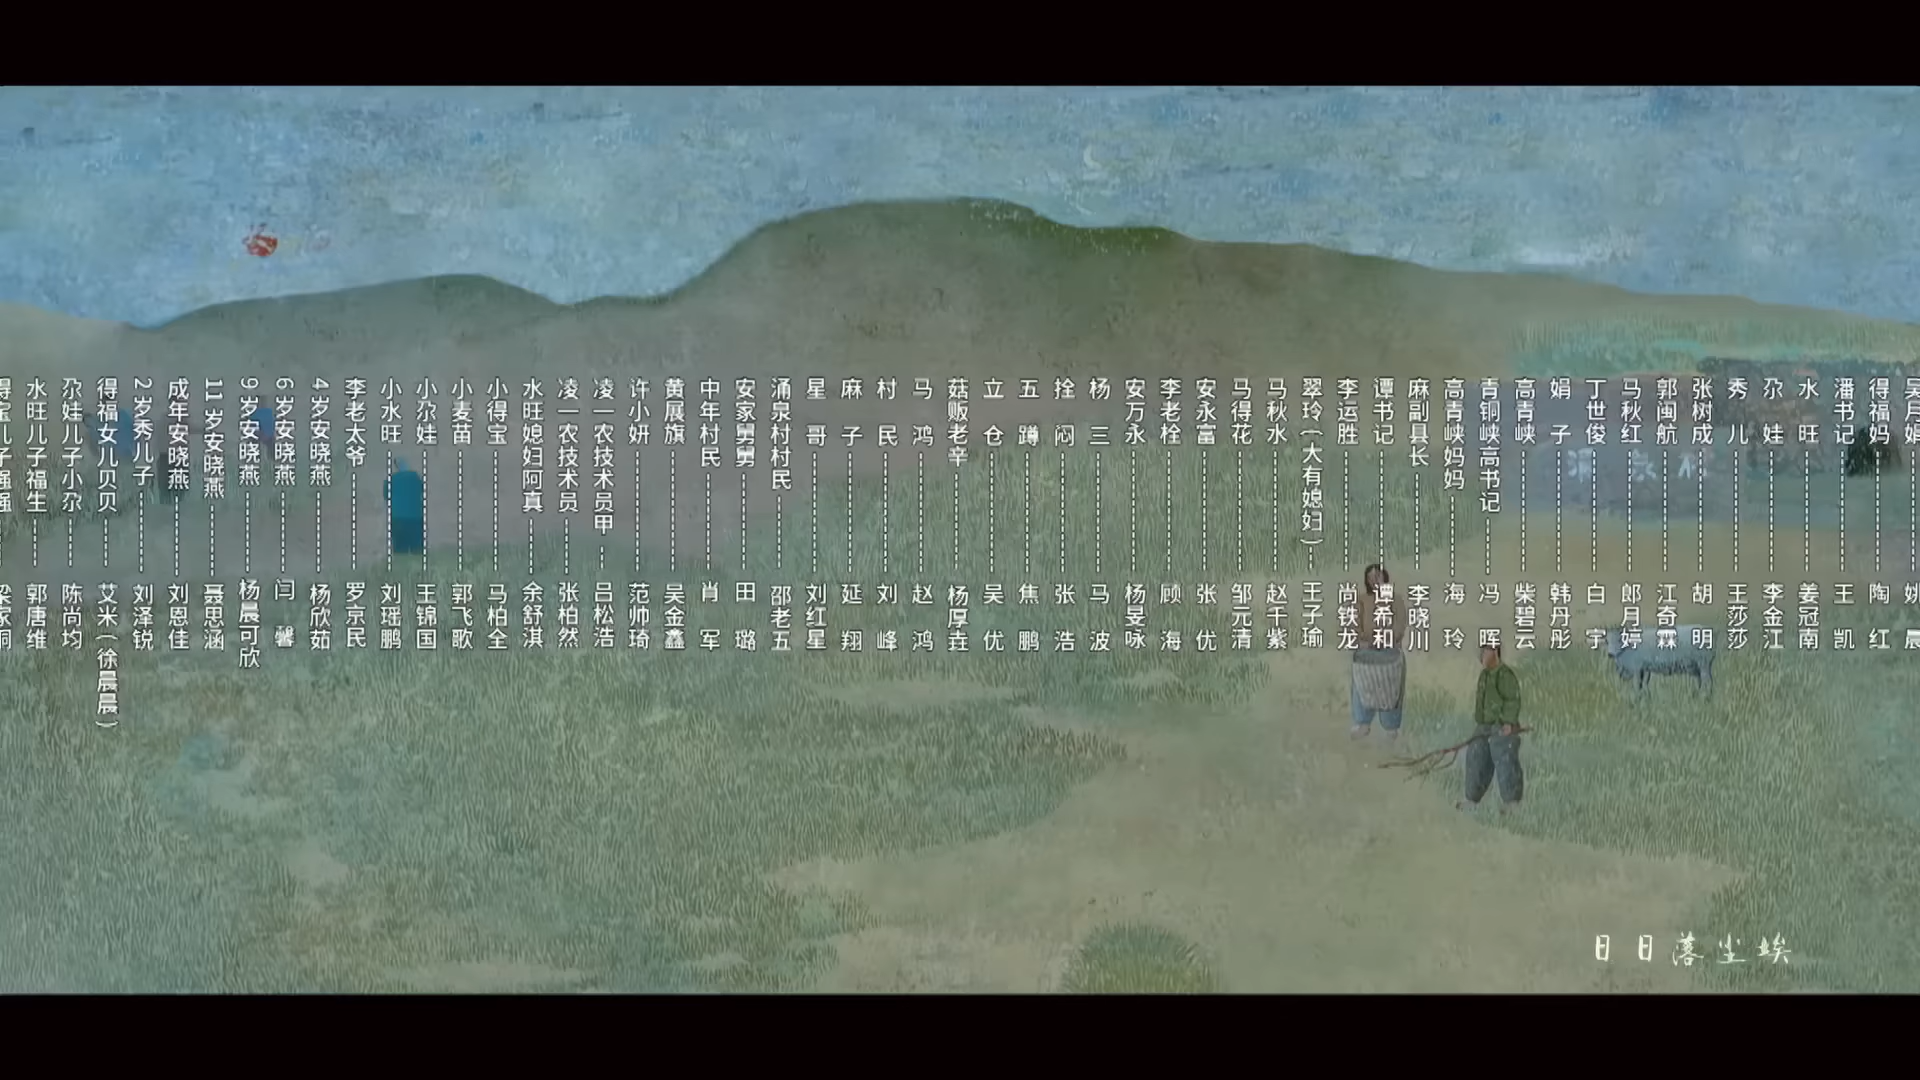 吴月娟 姚晨
得福妈 陶红
潘书记 王凯
水旺 姜冠南
尕娃 李金江
秀儿 王莎莎
张树成 胡明
郭闽航 江奇霖
马秋红 郎月婷
丁世俊 白宇
娟子 韩丹彤
高青峡 柴碧云
青铜峡高书记 冯晖
高青峡妈妈 海玲
麻副县长 李晓川
谭书记 谭希和
李运胜 尚铁龙
翠玲（大有媳妇） 王子瑜
马秋水 赵千紫
马得花 邹元清
安永富 张优
李老栓 顾海
安万永 杨旻咏
杨三 马波
拴闷 张浩
五蹲 焦鹏
立仓 吴优
菇贩老辛 杨厚垚
马鸿 赵鸿
村民 刘峰
麻子 延翔
星哥 刘红星
涌泉村村民 邵老五
安家舅舅 田璐
中年村民 肖军
黄展旗 吴金鑫
许小妍 范帅琦
凌一农技术员甲 吕松浩
凌一农技术员 张柏然
水旺媳妇阿真 余舒淇
小得宝 马柏全
小麦苗 郭飞歌
小尕娃 王锦国
小水旺 刘瑶鹏
李老太爷 罗京民
4岁安晓燕 杨欣茹
6岁安晓燕 闫馨
9岁安晓燕 杨晨可欣
11岁安晓燕 聂思涵
成年安晓燕 刘恩佳
2岁秀儿子 刘泽锐
得福女儿贝贝 艾米（徐晨晨）
尕娃儿子小尕 陈尚均
水旺儿子福生 郭唐维
日日落尘埃